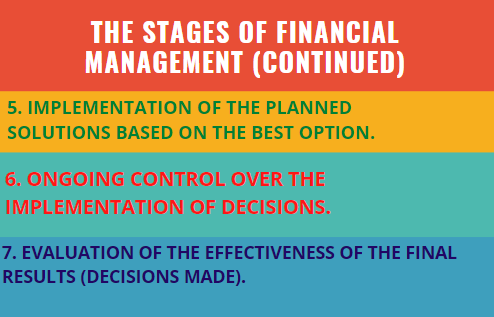 THE STAGES OF FINANCIAL
MANAGEMENT (CONTINUED)
5. IMPLEMENTATION OF THE PLANNED
SOLUTIONS BASED ON THE BEST OPTION.
6. ONGOING CONTROL OVER THE
IMPLEMENTATION OF DECISIONS.
7. EVALUATION OF THE EFFECTIVENESS OF THE FINAL
RESULTS (DECISIONS MADE).